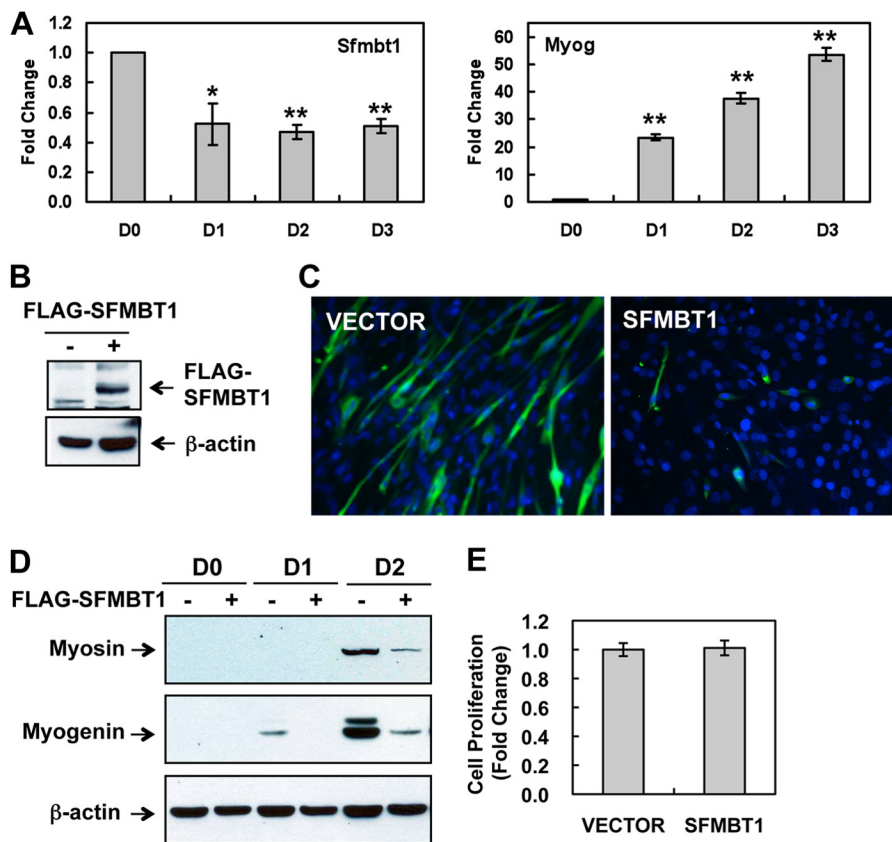 A
Sfmbt1
Fold Change
1.2
1.0
0.8
0.6
0.4
0.2
0.0
* ** **
D0 D1 D2 D3
Myog
Fold Change
60
50
40
30
20
10
0
** ** **
D0 D1 D2 D3
B
FLAG-SFMBT1
- +
FLAG-
SFMBT1
β-actin
C
VECTOR
SFMBT1
D
D0 D1 D2
FLAG-SFMBT1 - + - + - +
Myosin
Myogenin
β-actin
E
Cell Proliferation
(Fold Change)
1.2
1.0
0.8
0.6
0.4
0.2
0.0
VECTOR SFMBT1